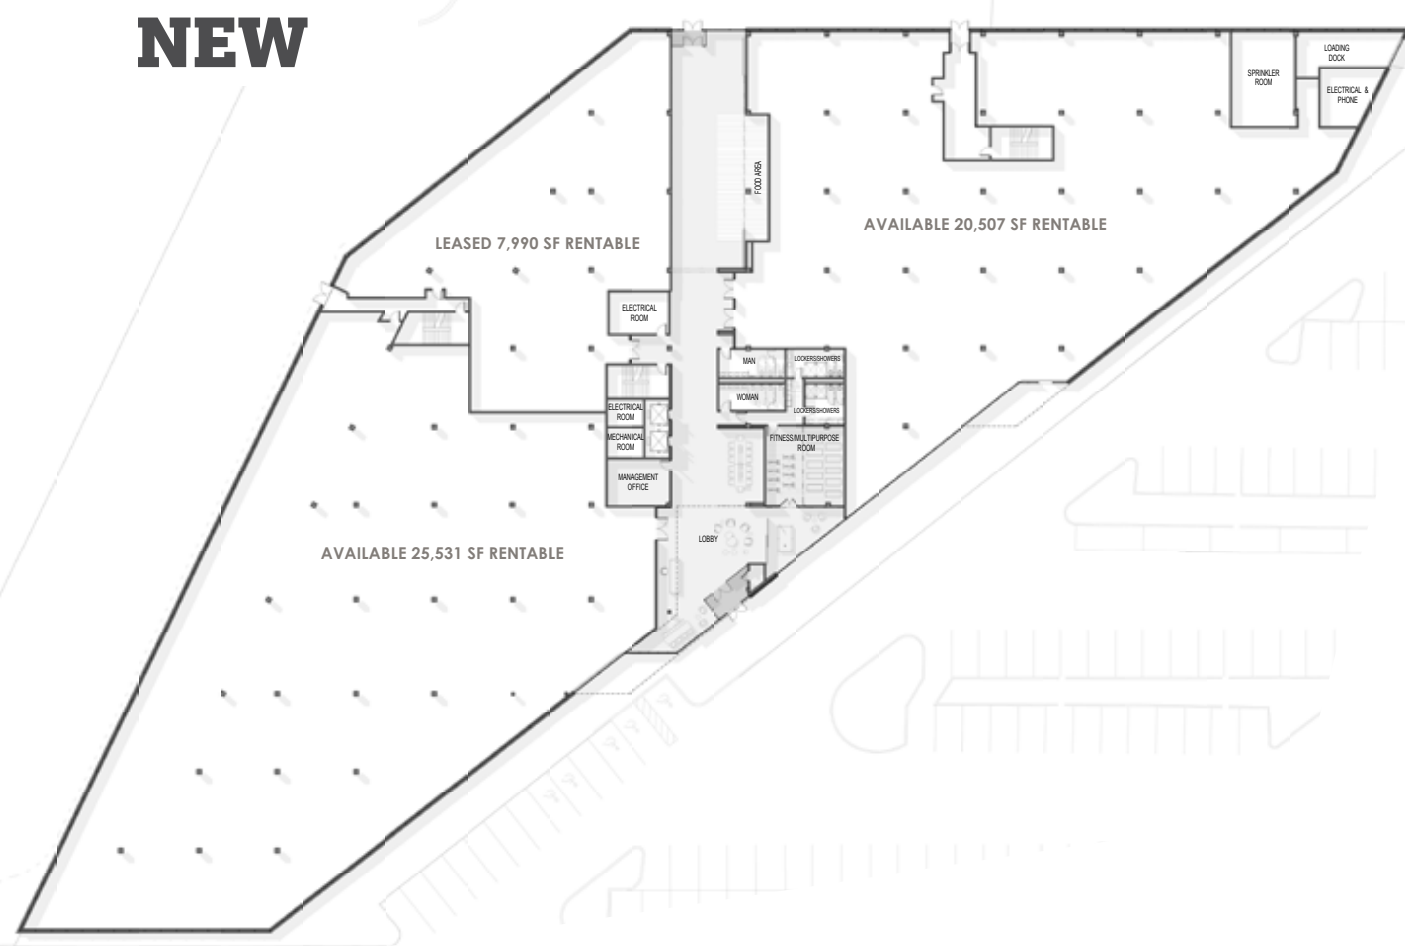 NEW
LOADING
DOCK
SPRINKLER
ROOM
ELECTRICAL &
PHONE
FOOD AREA
AVAILABLE 20,507 SF RENTABLE
LEASED 7,990 SF RENTABLE
ELECTRICAL
ROOM
MAN
LOCKERS/SHOWERS
WOMAN
LOCKERS/SHOWERS
ELECTRICAL
ROOM
MECHANICAL
ROOM
FITNESS/MULTIPURPOSE
ROOM
MANAGEMENT
OFFICE
LOBBY
AVAILABLE 25,531 SF RENTABLE